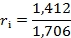 r_i = 1,412 / 1,706